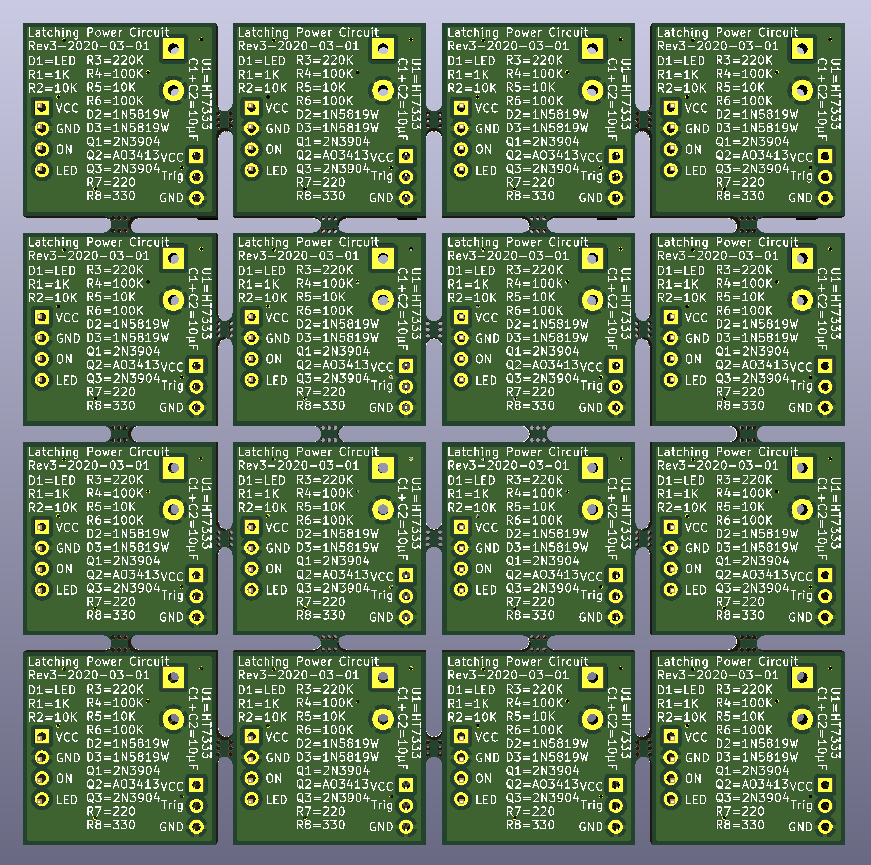 Latching Power Circuit
Rev3-2020-03-01
D1=LED R3=220K
R1=1K R4=100K
R2=10K R5=10K
R6=100K
VCC D2=1N5819W
GND D3=1N5819W
Q1=2N3904
ON Q2=AO3413 VCC
LED Q3=2N3904 Trig
R7=220
R8=330 GND
U1=HT7333
C1+C2=10µF
Latching Power Circuit
Rev3-2020-03-01
D1=LED R3=220K
R1=1K R4=100K
R2=10K R5=10K
R6=100K
VCC D2=1N5819W
GND D3=1N5819W
Q1=2N3904
ON Q2=AO3413 VCC
LED Q3=2N3904 Trig
R7=220
R8=330 GND
U1=HT7333
C1+C2=10µF
Latching Power Circuit
Rev3-2020-03-01
D1=LED R3=220K
R1=1K R4=100K
R2=10K R5=10K
R6=100K
VCC D2=1N5819W
GND D3=1N5819W
Q1=2N3904
ON Q2=AO3413 VCC
LED Q3=2N3904 Trig
R7=220
R8=330 GND
U1=HT7333
C1+C2=10µF
Latching Power Circuit
Rev3-2020-03-01
D1=LED R3=220K
R1=1K R4=100K
R2=10K R5=10K
R6=100K
VCC D2=1N5819W
GND D3=1N5819W
Q1=2N3904
ON Q2=AO3413 VCC
LED Q3=2N3904 Trig
R7=220
R8=330 GND
U1=HT7333
C1+C2=10µF
Latching Power Circuit
Rev3-2020-03-01
D1=LED R3=220K
R1=1K R4=100K
R2=10K R5=10K
R6=100K
VCC D2=1N5819W
GND D3=1N5819W
Q1=2N3904
ON Q2=AO3413 VCC
LED Q3=2N3904 Trig
R7=220
R8=330 GND
U1=HT7333
C1+C2=10µF
Latching Power Circuit
Rev3-2020-03-01
D1=LED R3=220K
R1=1K R4=100K
R2=10K R5=10K
R6=100K
VCC D2=1N5819W
GND D3=1N5819W
Q1=2N3904
ON Q2=AO3413 VCC
LED Q3=2N3904 Trig
R7=220
R8=330 GND
U1=HT7333
C1+C2=10µF
Latching Power Circuit
Rev3-2020-03-01
D1=LED R3=220K
R1=1K R4=100K
R2=10K R5=10K
R6=100K
VCC D2=1N5819W
GND D3=1N5819W
Q1=2N3904
ON Q2=AO3413 VCC
LED Q3=2N3904 Trig
R7=220
R8=330 GND
U1=HT7333
C1+C2=10µF
Latching Power Circuit
Rev3-2020-03-01
D1=LED R3=220K
R1=1K R4=100K
R2=10K R5=10K
R6=100K
VCC D2=1N5819W
GND D3=1N5819W
Q1=2N3904
ON Q2=AO3413 VCC
LED Q3=2N3904 Trig
R7=220
R8=330 GND
U1=HT7333
C1+C2=10µF
Latching Power Circuit
Rev3-2020-03-01
D1=LED R3=220K
R1=1K R4=100K
R2=10K R5=10K
R6=100K
VCC D2=1N5819W
GND D3=1N5819W
Q1=2N3904
ON Q2=AO3413 VCC
LED Q3=2N3904 Trig
R7=220
R8=330 GND
U1=HT7333
C1+C2=10µF
Latching Power Circuit
Rev3-2020-03-01
D1=LED R3=220K
R1=1K R4=100K
R2=10K R5=10K
R6=100K
VCC D2=1N5819W
GND D3=1N5819W
Q1=2N3904
ON Q2=AO3413 VCC
LED Q3=2N3904 Trig
R7=220
R8=330 GND
U1=HT7333
C1+C2=10µF
Latching Power Circuit
Rev3-2020-03-01
D1=LED R3=220K
R1=1K R4=100K
R2=10K R5=10K
R6=100K
VCC D2=1N5819W
GND D3=1N5819W
Q1=2N3904
ON Q2=AO3413 VCC
LED Q3=2N3904 Trig
R7=220
R8=330 GND
U1=HT7333
C1+C2=10µF
Latching Power Circuit
Rev3-2020-03-01
D1=LED R3=220K
R1=1K R4=100K
R2=10K R5=10K
R6=100K
VCC D2=1N5819W
GND D3=1N5819W
Q1=2N3904
ON Q2=AO3413 VCC
LED Q3=2N3904 Trig
R7=220
R8=330 GND
U1=HT7333
C1+C2=10µF
Latching Power Circuit
Rev3-2020-03-01
D1=LED R3=220K
R1=1K R4=100K
R2=10K R5=10K
R6=100K
VCC D2=1N5819W
GND D3=1N5819W
Q1=2N3904
ON Q2=AO3413 VCC
LED Q3=2N3904 Trig
R7=220
R8=330 GND
U1=HT7333
C1+C2=10µF
Latching Power Circuit
Rev3-2020-03-01
D1=LED R3=220K
R1=1K R4=100K
R2=10K R5=10K
R6=100K
VCC D2=1N5819W
GND D3=1N5819W
Q1=2N3904
ON Q2=AO3413 VCC
LED Q3=2N3904 Trig
R7=220
R8=330 GND
U1=HT7333
C1+C2=10µF
Latching Power Circuit
Rev3-2020-03-01
D1=LED R3=220K
R1=1K R4=100K
R2=10K R5=10K
R6=100K
VCC D2=1N5819W
GND D3=1N5819W
Q1=2N3904
ON Q2=AO3413 VCC
LED Q3=2N3904 Trig
R7=220
R8=330 GND
U1=HT7333
C1+C2=10µF
Latching Power Circuit
Rev3-2020-03-01
D1=LED R3=220K
R1=1K R4=100K
R2=10K R5=10K
R6=100K
VCC D2=1N5819W
GND D3=1N5819W
Q1=2N3904
ON Q2=AO3413 VCC
LED Q3=2N3904 Trig
R7=220
R8=330 GND
U1=HT7333
C1+C2=10µF